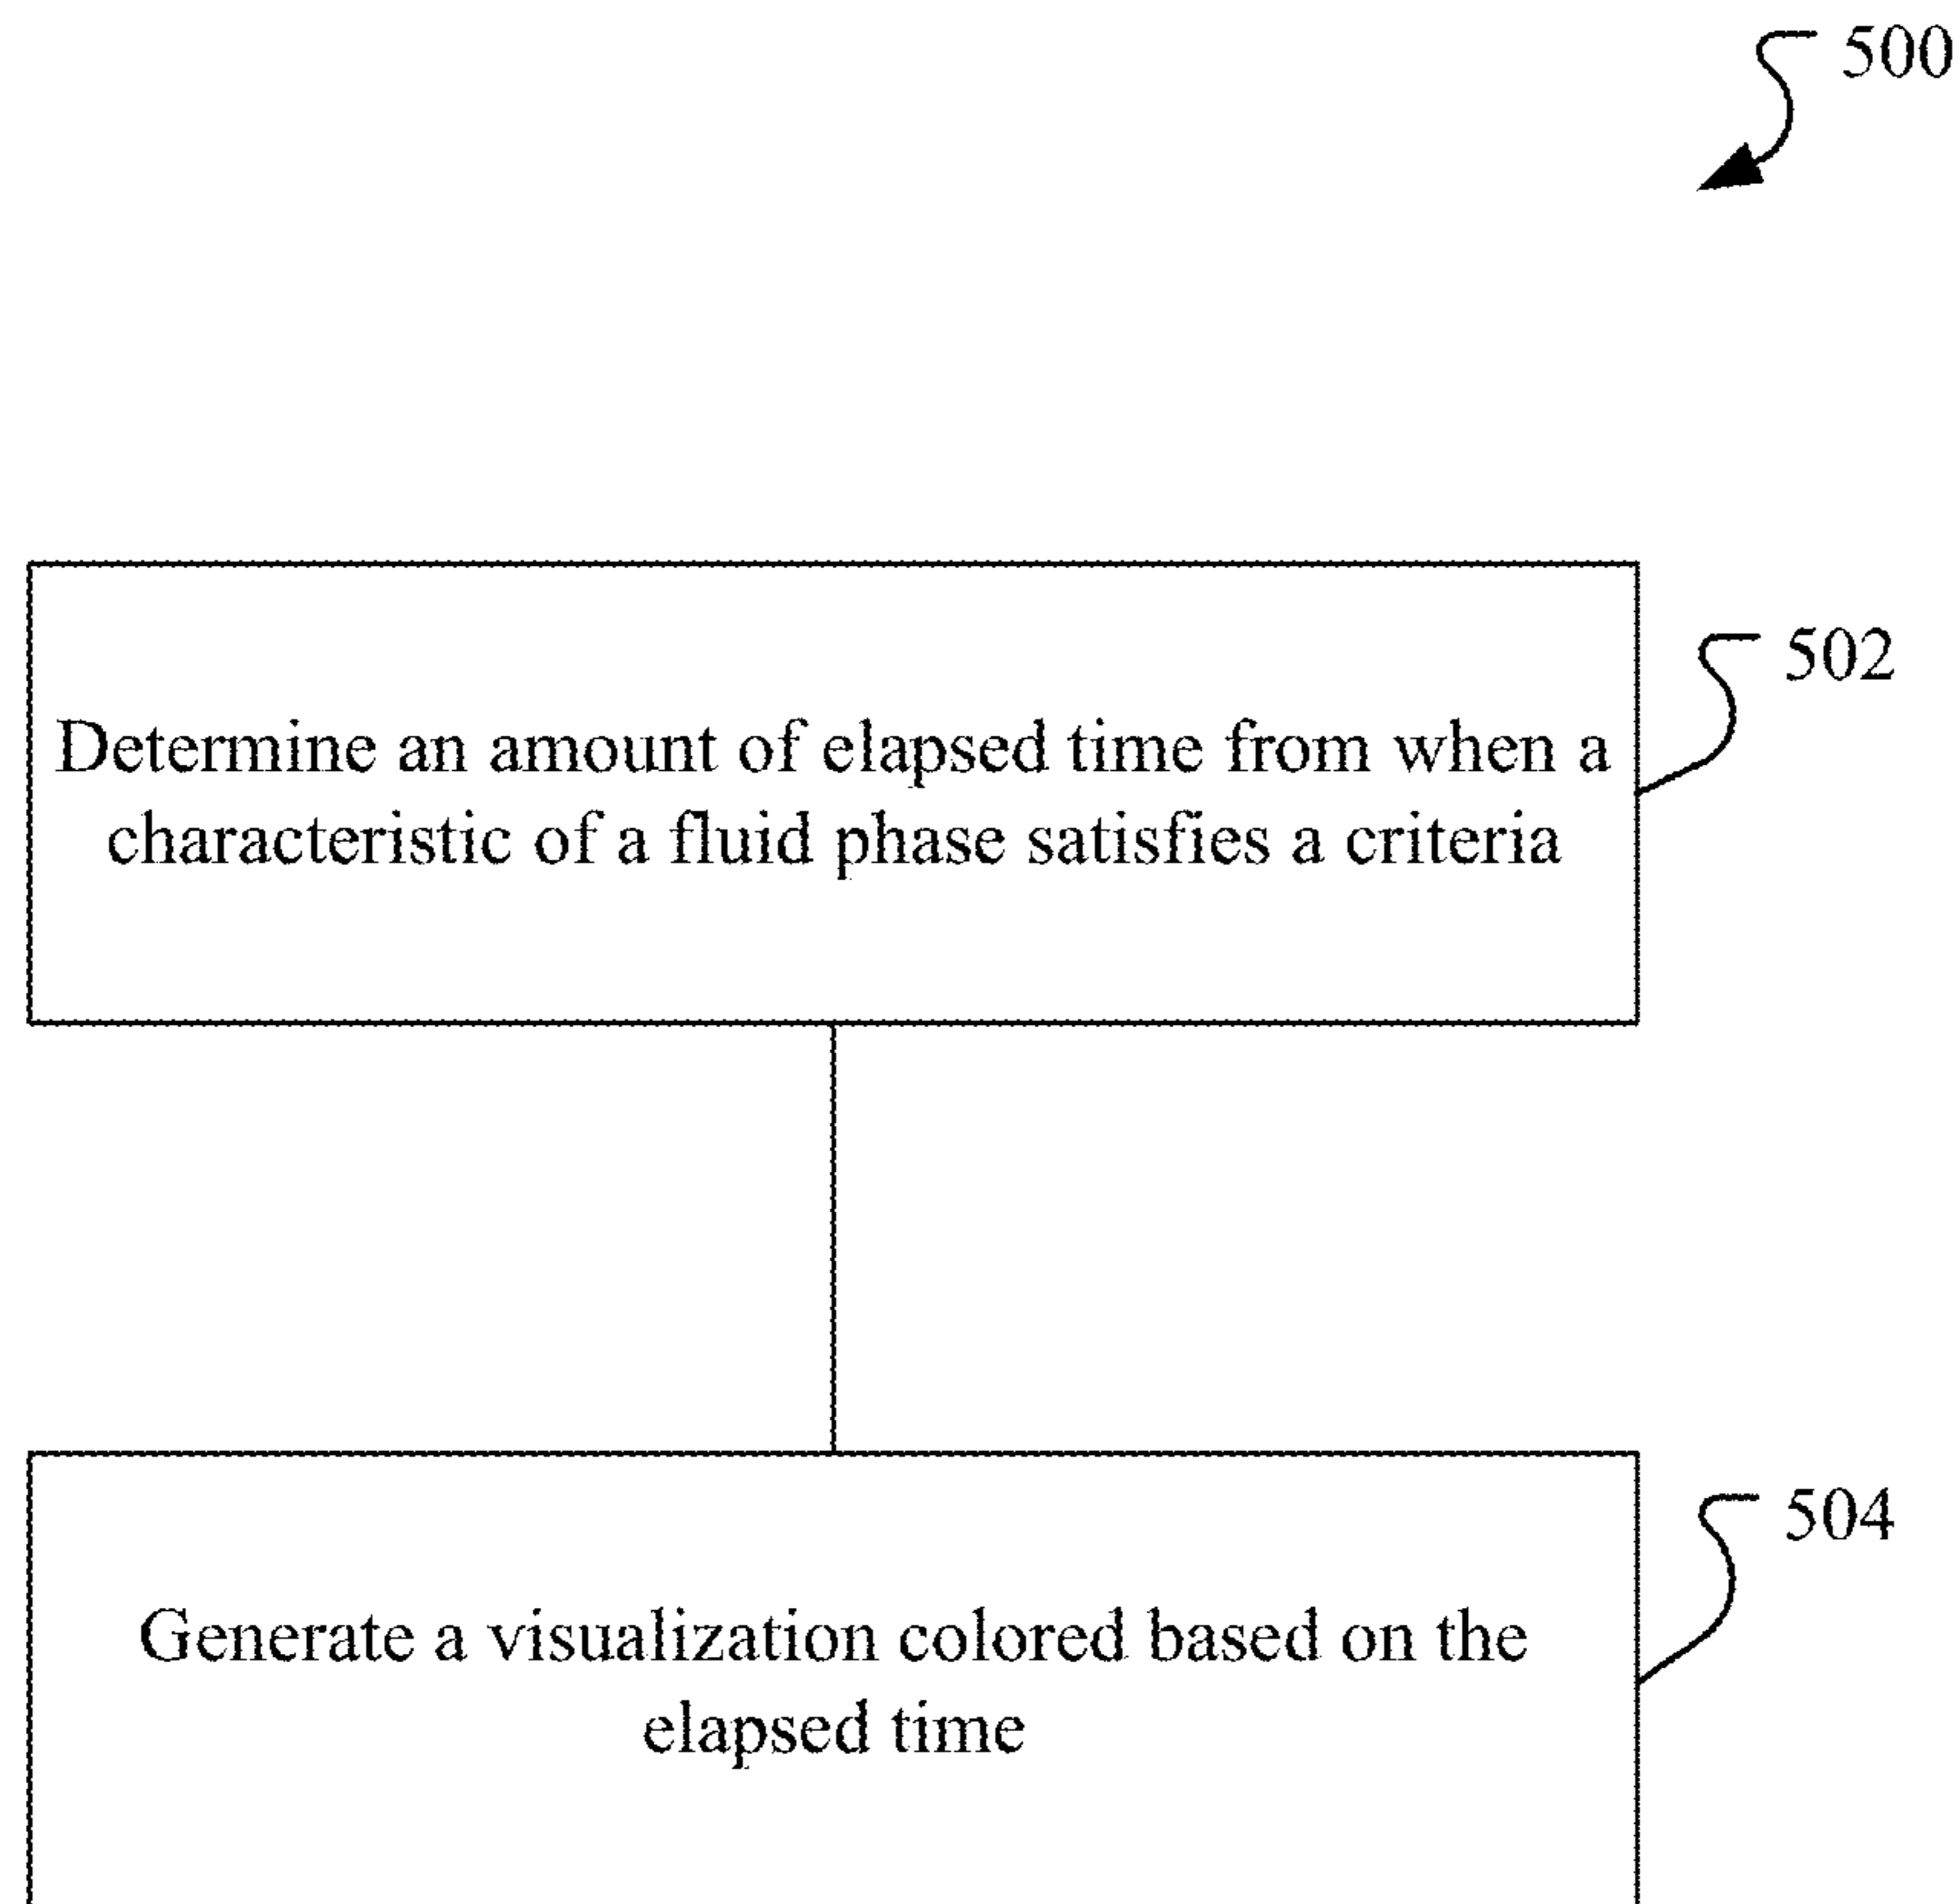 500
502
Determine an amount of elapsed time from when a
characteristic of a fluid phase satisfies a criteria
504
Generate a visualization colored based on the
elapsed time